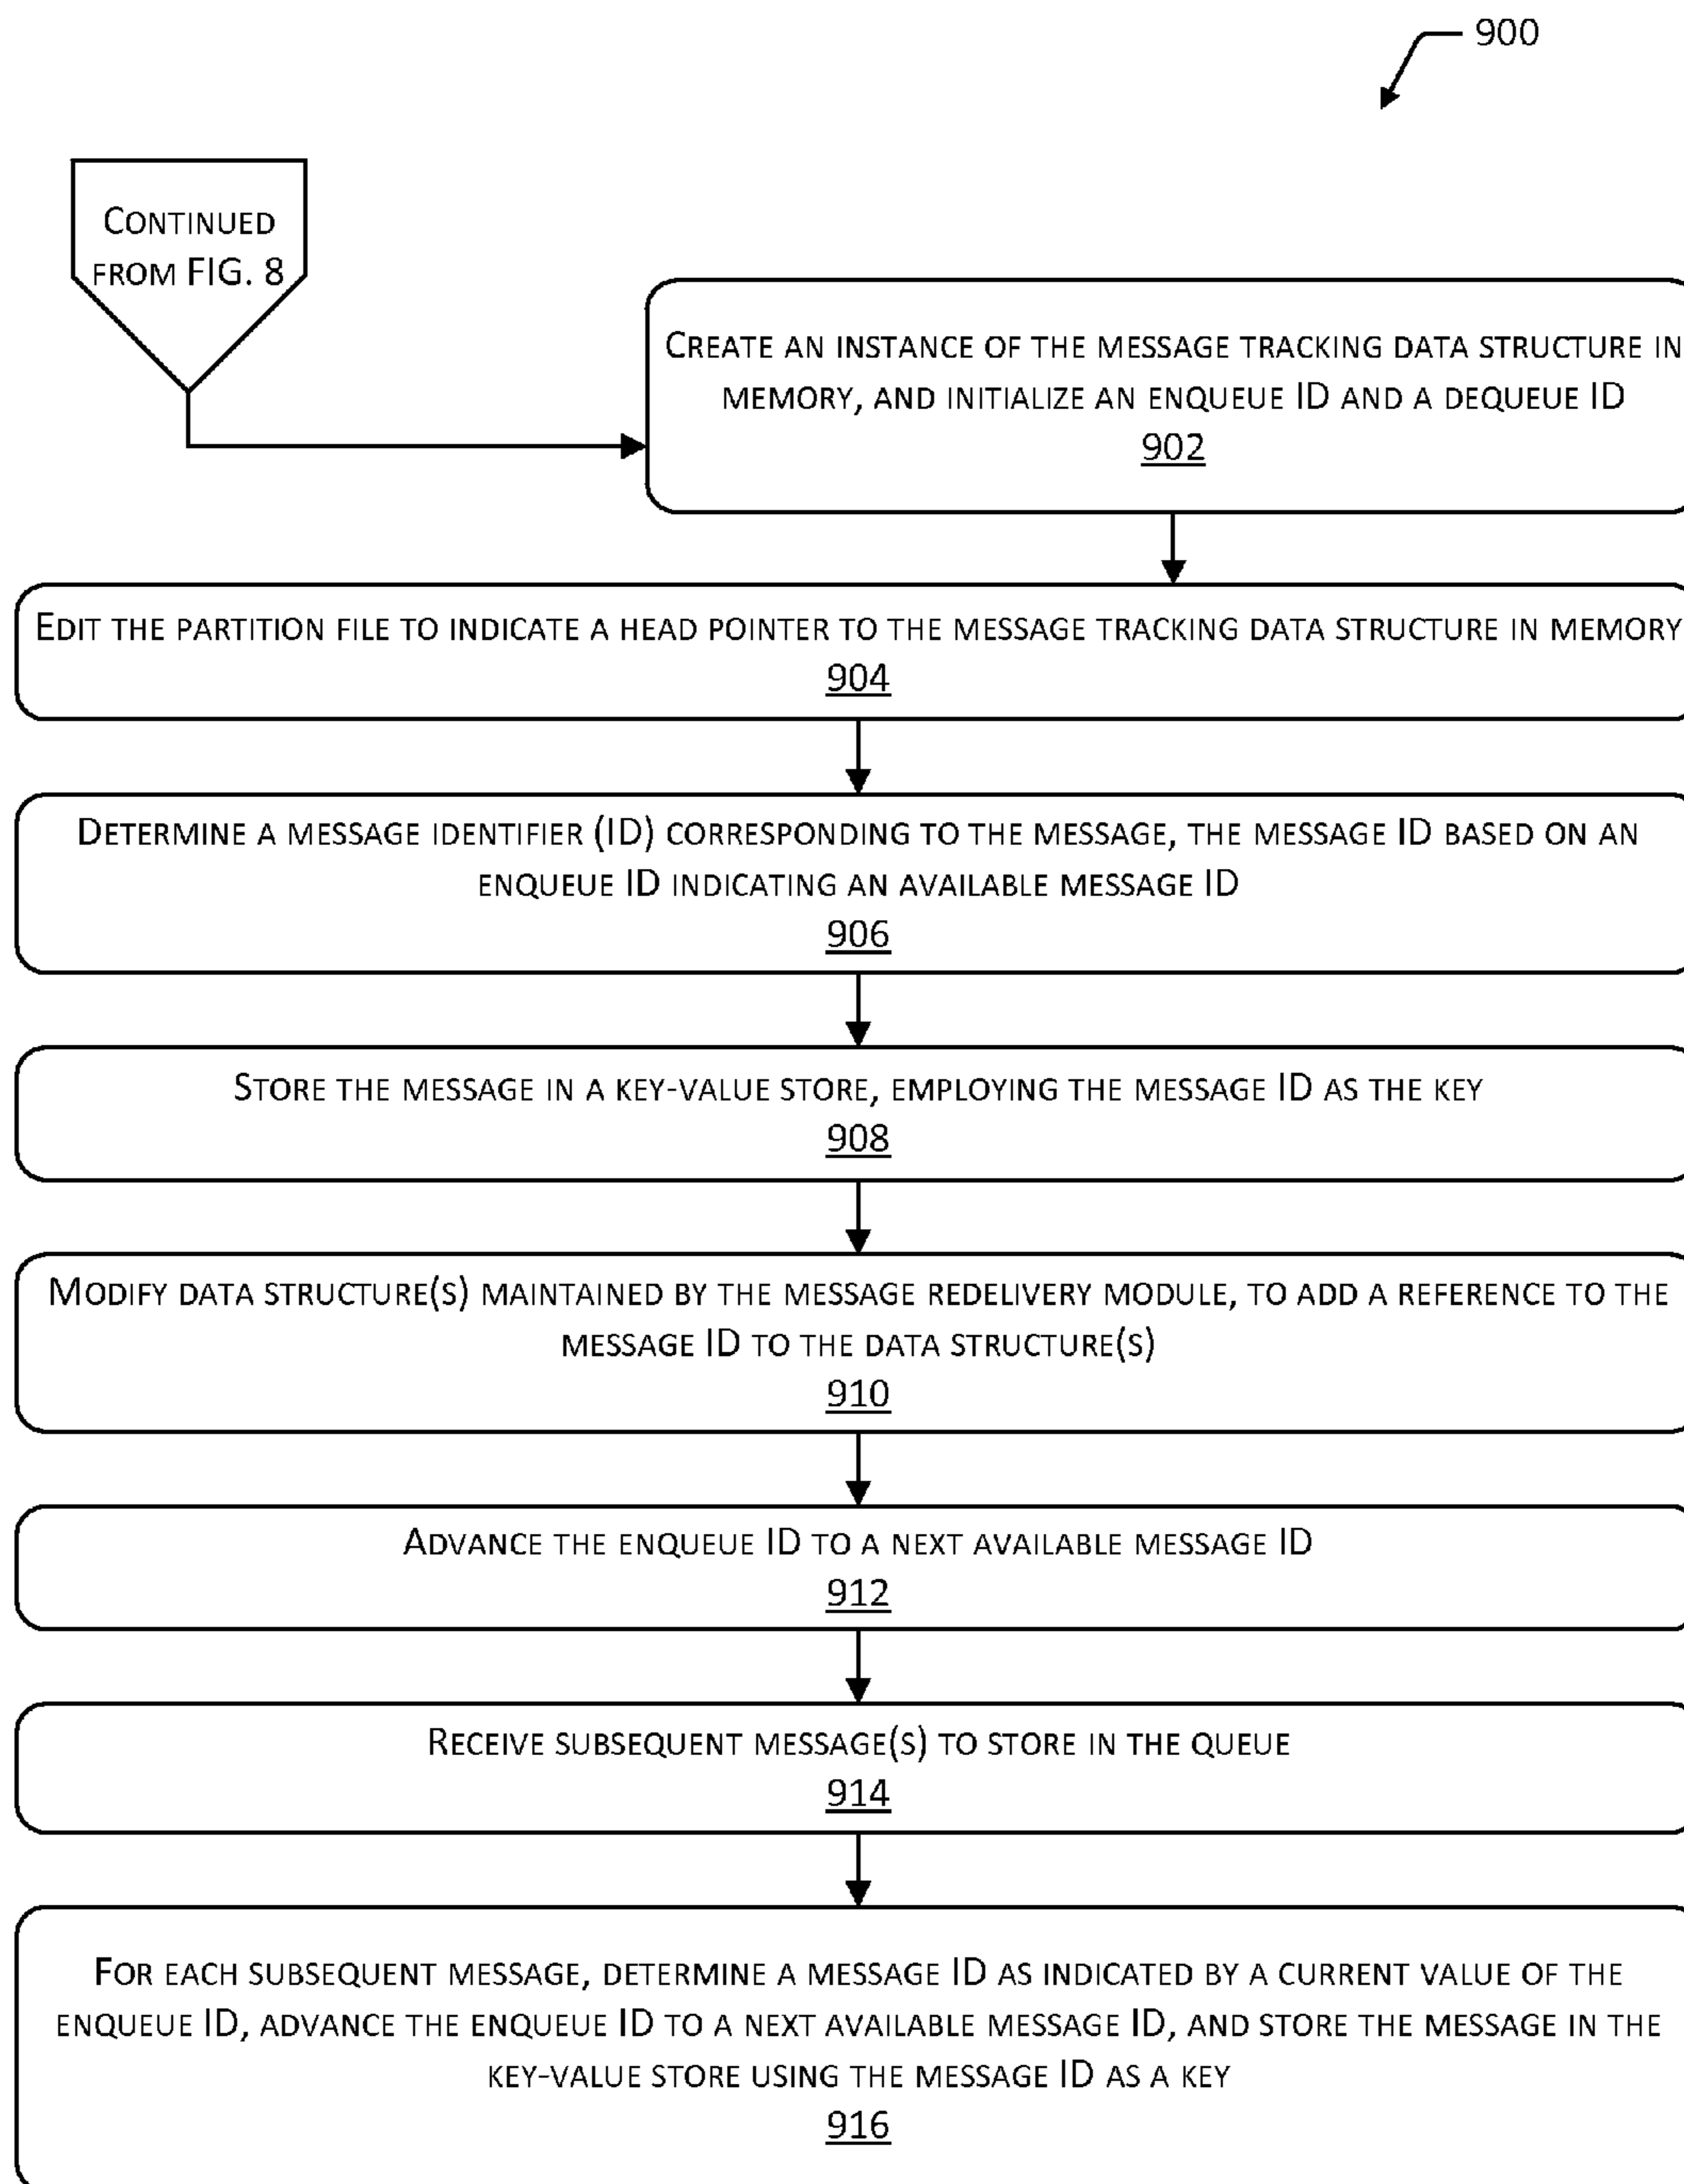 900
CONTINUED
FROM FIG. 8
CREATE AN INSTANCE OF THE MESSAGE TRACKING DATA STRUCTURE IN
MEMORY, AND INITIALIZE AN ENQUEUE ID AND A DEQUEUE ID
902
EDIT THE PARTITION FILE TO INDICATE A HEAD POINTER TO THE MESSAGE TRACKING DATA STRUCTURE IN MEMORY
904
DETERMINE A MESSAGE IDENTIFIER (ID) CORRESPONDING TO THE MESSAGE, THE MESSAGE ID BASED ON AN
ENQUEUE ID INDICATING AN AVAILABLE MESSAGE ID
906
STORE THE MESSAGE IN A KEY-VALUE STORE, EMPLOYING THE MESSAGE ID AS THE KEY
908
MODIFY DATA STRUCTURE(S) MAINTAINED BY THE MESSAGE REDELIVERY MODULE, TO ADD A REFERENCE TO THE
MESSAGE ID TO THE DATA STRUCTURE(S)
910
ADVANCE THE ENQUEUE ID TO A NEXT AVAILABLE MESSAGE ID
912
RECEIVE SUBSEQUENT MESSAGE(S) TO STORE IN THE QUEUE
914
FOR EACH SUBSEQUENT MESSAGE, DETERMINE A MESSAGE ID AS INDICATED BY A CURRENT VALUE OF THE
ENQUEUE ID, ADVANCE THE ENQUEUE ID TO A NEXT AVAILABLE MESSAGE ID, AND STORE THE MESSAGE IN THE
KEY-VALUE STORE USING THE MESSAGE ID AS A KEY
916